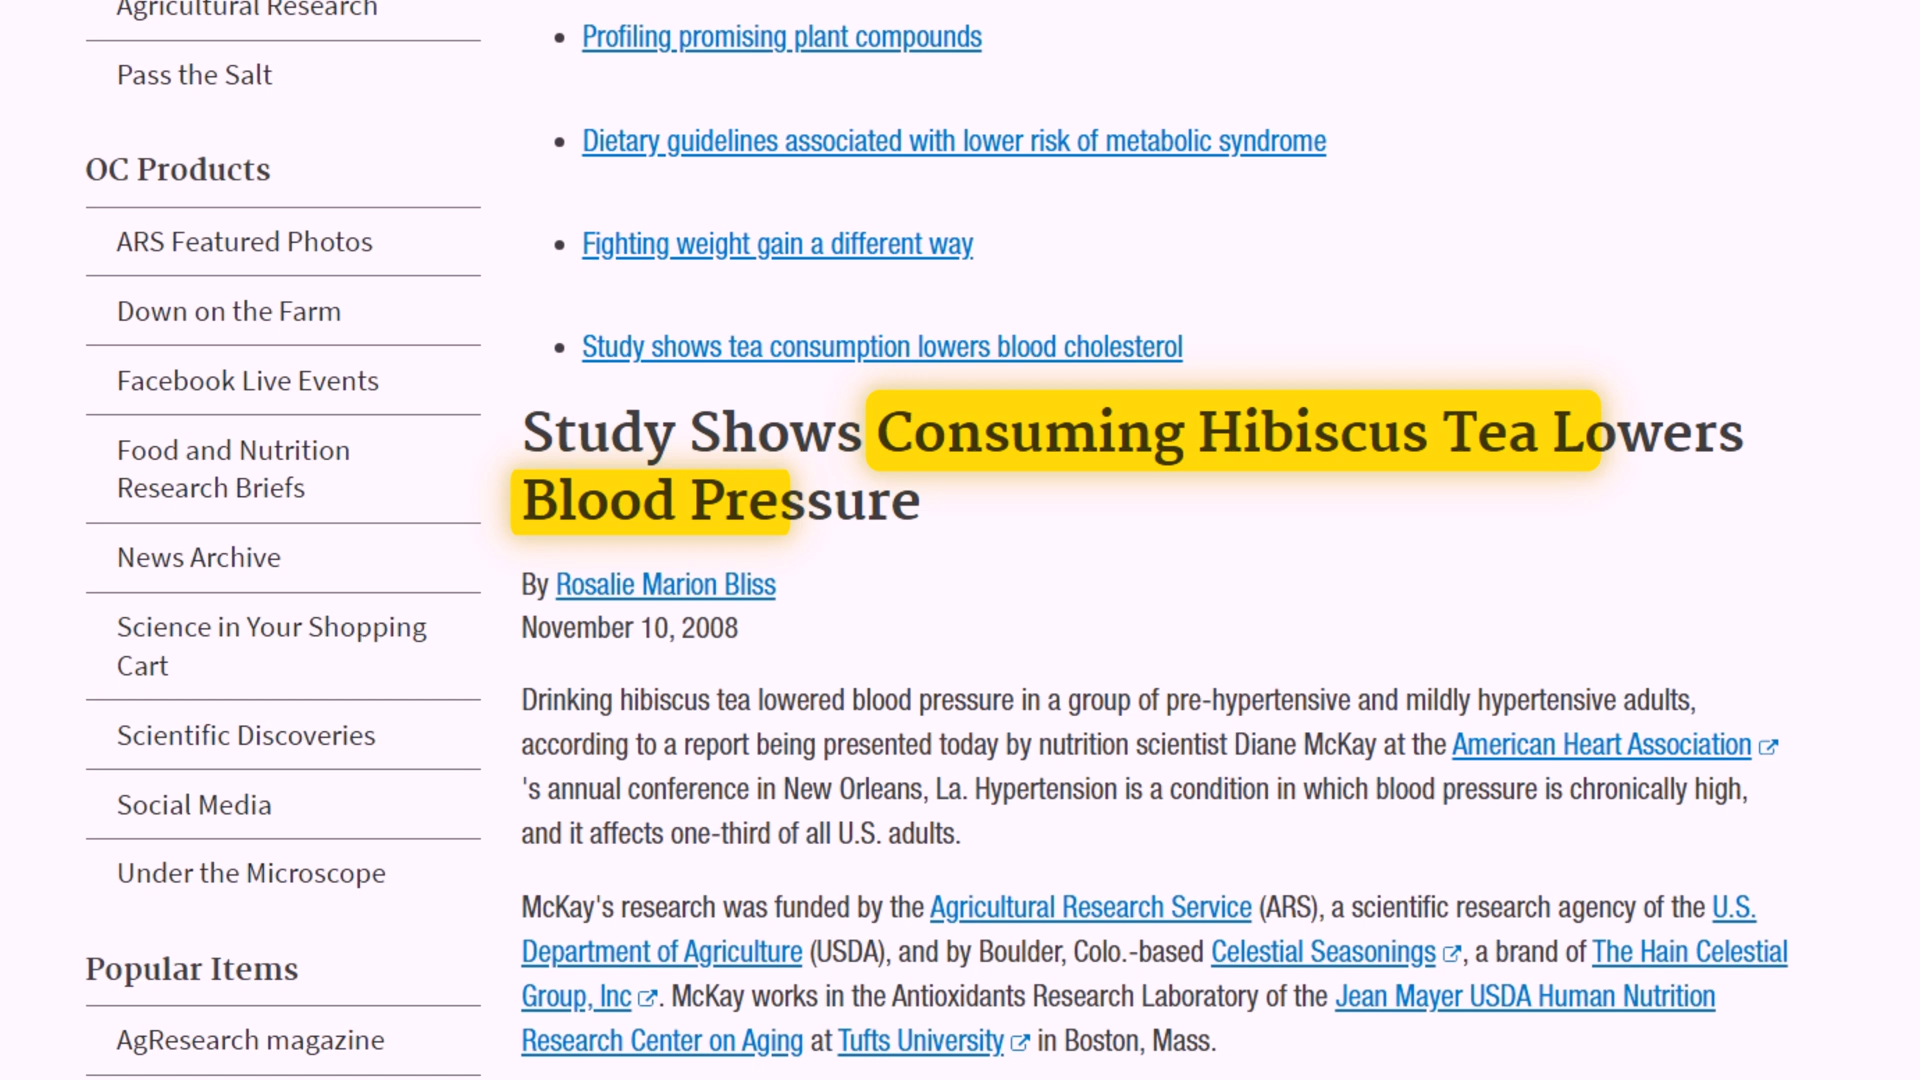 Agricultural Research
Pass the Salt
OC Products
ARS Featured Photos
Down on the Farm
Facebook Live Events
Food and Nutrition
Research Briefs
News Archive
Science in Your Shopping
Cart
Scientific Discoveries
Social Media
Under the Microscope
Popular Items
AgResearch magazine
Profiling promising plant compounds
Dietary guidelines associated with lower risk of metabolic syndrome
Fighting weight gain a different way
Study shows tea consumption lowers blood cholesterol
Study Shows Consuming Hibiscus Tea Lowers
Blood Pressure
By Rosalie Marion Bliss
November 10, 2008
Drinking hibiscus tea lowered blood pressure in a group of pre-hypertensive and mildly hypertensive adults,
according to a report being presented today by nutrition scientist Diane McKay at the American Heart Association
's annual conference in New Orleans, La. Hypertension is a condition in which blood pressure is chronically high,
and it affects one-third of all U.S. adults.
McKay's research was funded by the Agricultural Research Service (ARS), a scientific research agency of the U.S.
Department of Agriculture (USDA), and by Boulder, Colo.-based Celestial Seasonings, a brand of The Hain Celestial
Group, Inc. McKay works in the Antioxidants Research Laboratory of the Jean Mayer USDA Human Nutrition
Research Center on Aging at Tufts University in Boston, Mass.